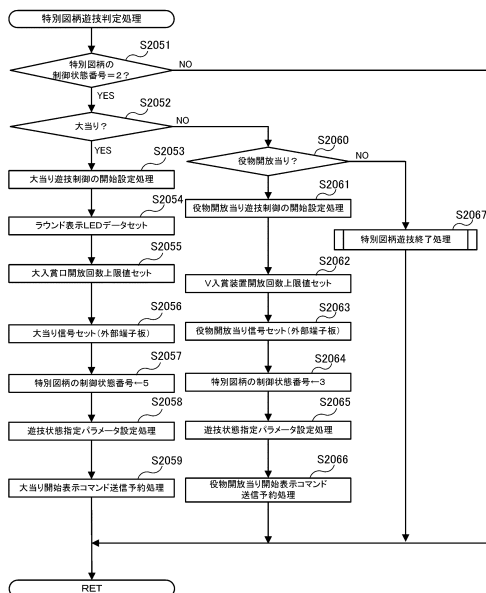 特別図柄遊技判定処理
S2051
特別図柄の
制御状態番号=2?
NO
YES
S2052
大当り?
NO
YES
S2053
大当り遊技制御の開始設定処理
S2054
ラウンド表示LEDデータセット
S2055
大入賞口開放回数上限値セット
S2056
大当り信号セット(外部端子板)
S2057
特別図柄の制御状態番号←5
S2058
遊技状態指定パラメータ設定処理
S2059
大当り開始表示コマンド送信予約処理
S2060
役物開放当り?
NO
YES
S2061
役物開放当り遊技制御の開始設定処理
S2062
V入賞装置開放回数上限値セット
S2063
役物開放当り信号セット(外部端子板)
S2064
特別図柄の制御状態番号←3
S2065
遊技状態指定パラメータ設定処理
S2066
役物開放当り開始表示コマンド
送信予約処理
S2067
特別図柄遊技終了処理
RET